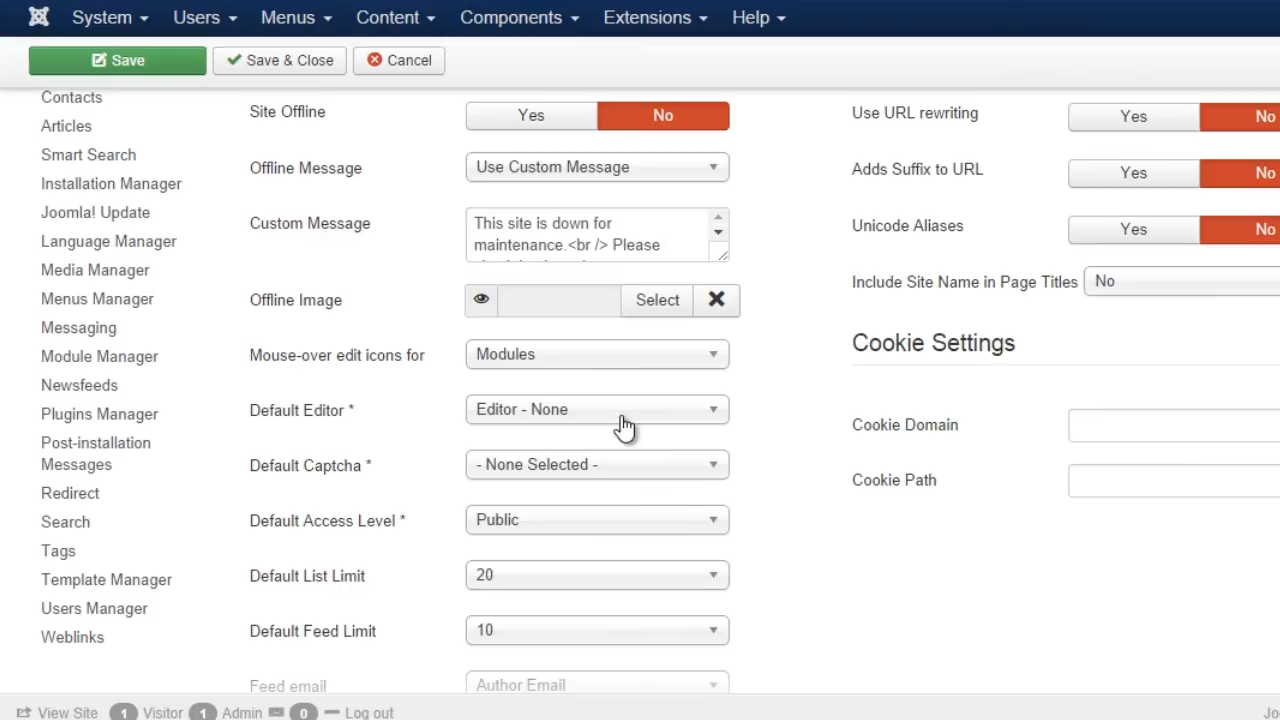 System Users Menus Content Components Extensions Help
Save Save & Close Cancel
Contacts
Articles
Smart Search
Installation Manager
Joomla! Update
Language Manager
Media Manager
Menus Manager
Messaging
Module Manager
Newsfeeds
Plugins Manager
Post-installation
Messages
Redirect
Search
Tags
Template Manager
Users Manager
Weblinks
Site Offline Yes No
Offline Message Use Custom Message
Custom Message This site is down for
maintenance.<br /> Please
Offline Image Select
Mouse-over edit icons for Modules
Default Editor * Editor - None
Default Captcha * - None Selected -
Default Access Level * Public
Default List Limit 20
Default Feed Limit 10
Feed email Author Email
Use URL rewriting Yes No
Adds Suffix to URL Yes No
Unicode Aliases Yes No
Include Site Name in Page Titles No
Cookie Settings
Cookie Domain
Cookie Path
View Site 1 Visitor 1 Admin 0 Log out Jo